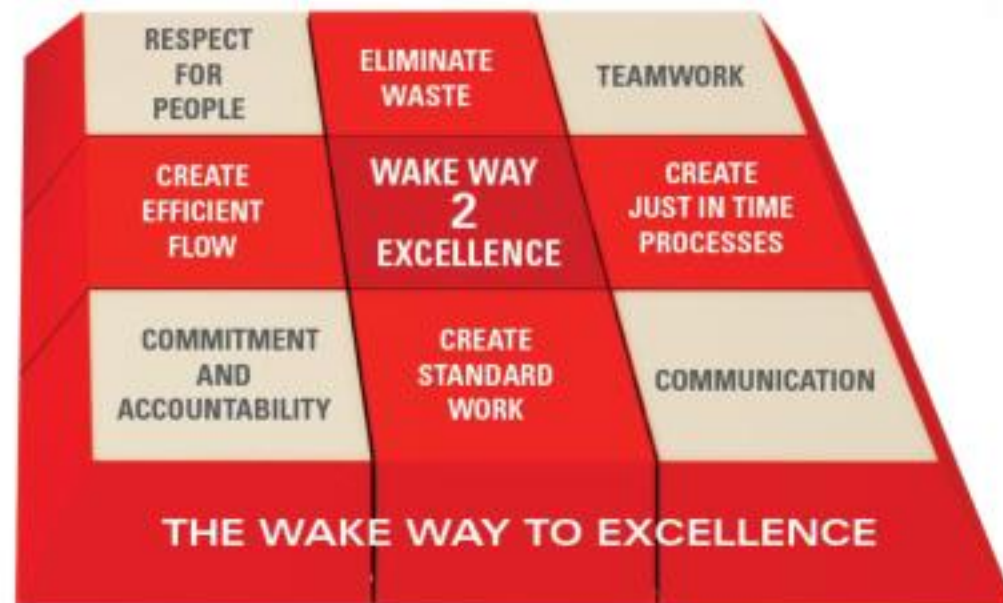 RESPECT
FOR
PEOPLE
ELIMINATE
WASTE
TEAMWORK
CREATE
EFFICIENT
FLOW
WAKE WAY
2
EXCELLENCE
CREATE
JUST IN TIME
PROCESSES
COMMITMENT
AND
ACCOUNTABILITY
CREATE
STANDARD
WORK
COMMUNICATION
THE WAKE WAY TO EXCELLENCE